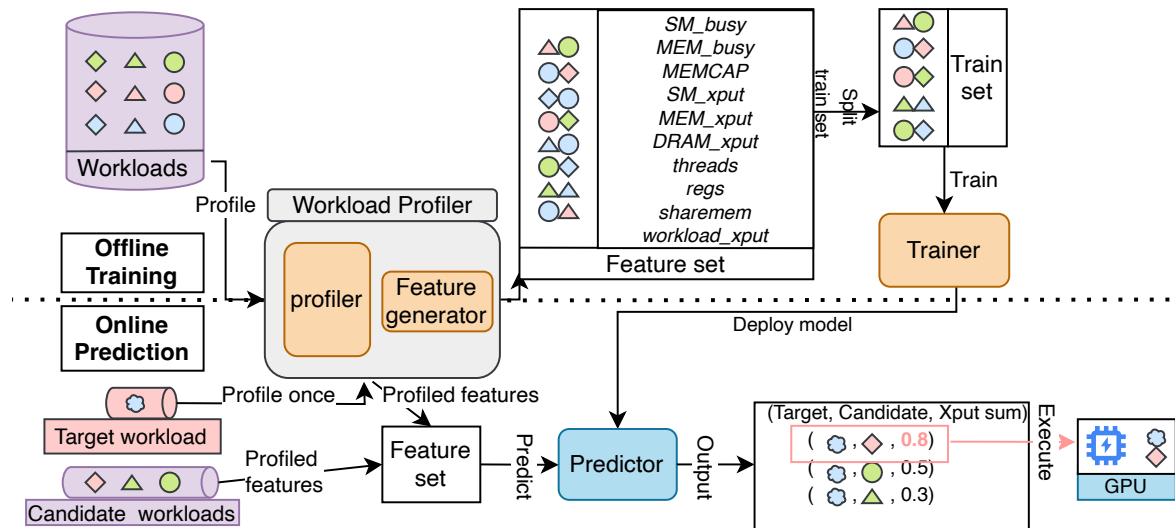 Workloads
Profile
Offline
Training
Online
Prediction
Workload Profiler
profiler
Feature
generator
SM_busy
MEM_busy
MEMCAP
SM_xput
MEM_xput
DRAM_xput
threads
regs
sharemem
workload_xput
Feature set
Split
train set
Train
set
Train
Trainer
Deploy model
Profile once
Target workload
Profiled features
Profiled
features
Candidate workloads
Feature
set
Predict
Predictor
Output
(Target, Candidate, Xput sum)
( , , 0.8)
( , , 0.5)
( , , 0.3)
Execute
GPU